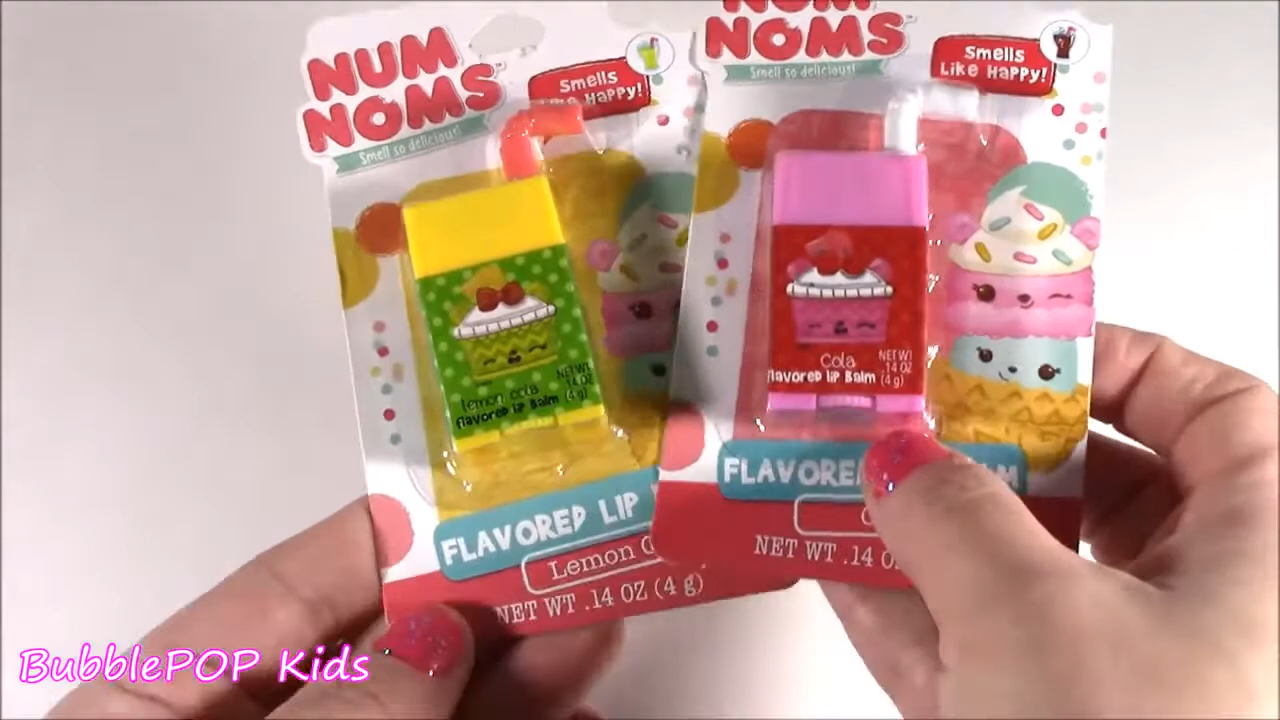 NUM
NOMS
Smell so delicious!
Smells
Like Happy!
lemon cola
flavored lip Balm
NET WT
.14 OZ
(4 g)
FLAVORED LIP
Lemon
NET WT .14 OZ (4 g)
NUM
NOMS
Smell so delicious!
Smells
Like Happy!
Cola
flavored lip Balm
NET WT
.14 OZ
(4 g)
FLAVORED
NET WT .14
BubblePOP Kids